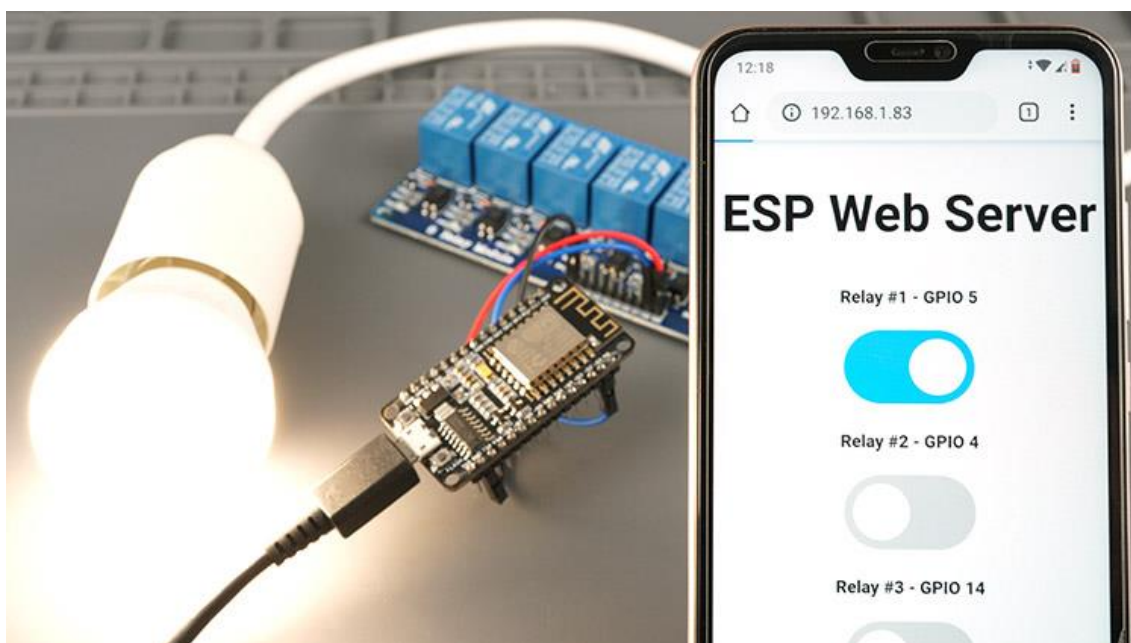 12:18
192.168.1.83
1
ESP Web Server
Relay #1 - GPIO 5
Relay #2 - GPIO 4
Relay #3 - GPIO 14